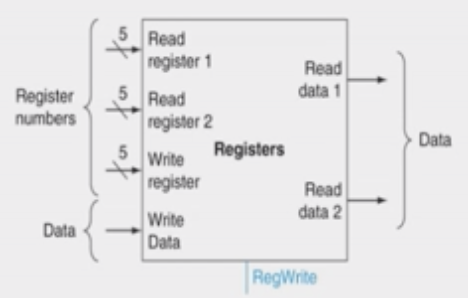 5
Read
register 1
5
Read
register 2
5
Write
register
Write
Data
Register
numbers
Data
Registers
Read
data 1
Read
data 2
Data
RegWrite